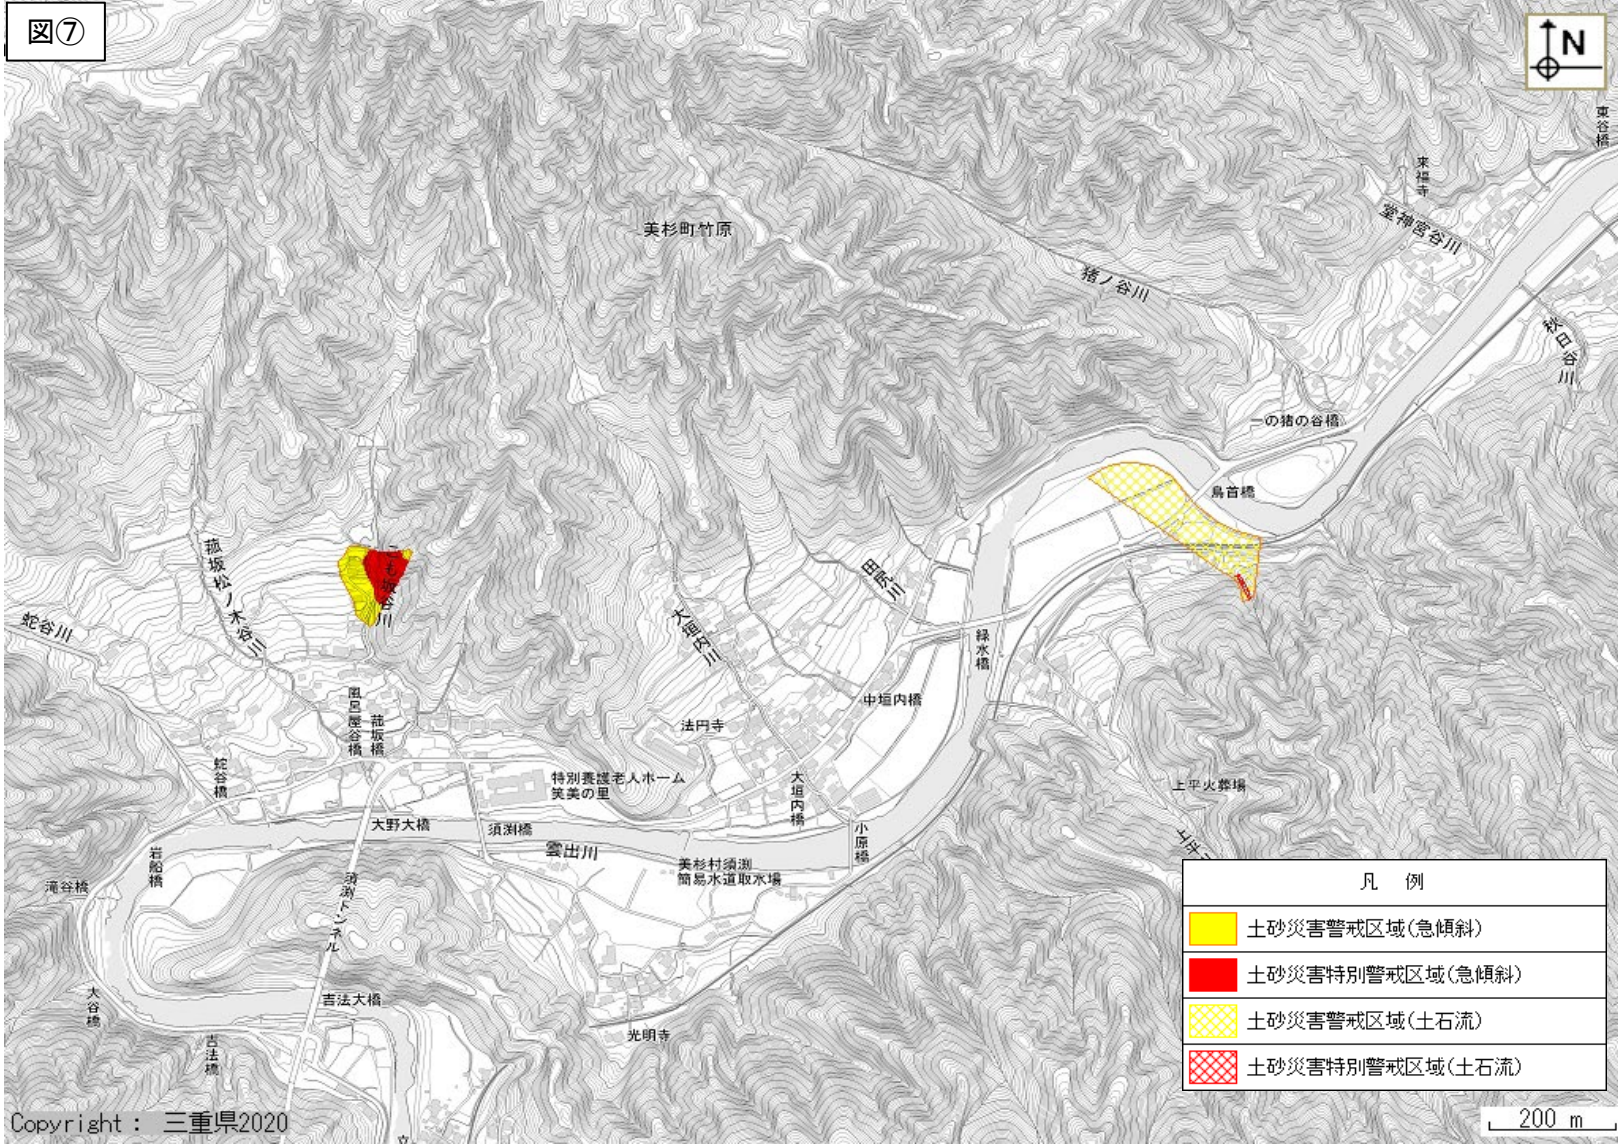 図⑦
N
東谷橋
来福寺
堂神宮谷川
美杉町竹原
猪ノ谷川
秋日谷川
一の猪の谷橋
鳥首橋
菰坂松ノ木谷川
こも坂谷川
蛇谷川
大垣内川
田尻川
緑水橋
風呂屋谷橋
菰坂橋
法円寺
中垣内橋
蛇谷橋
特別養護老人ホーム
笑美の里
大垣内橋
上平火葬場
大野大橋
須渕橋
雲出川
小原橋
岩船橋
美杉村須渕
簡易水道取水場
滝谷橋
須渕トンネル
大谷橋
吉法大橋
吉法橋
光明寺
凡 例
土砂災害警戒区域(急傾斜)
土砂災害特別警戒区域(急傾斜)
土砂災害警戒区域(土石流)
土砂災害特別警戒区域(土石流)
Copyright : 三重県2020
200 m